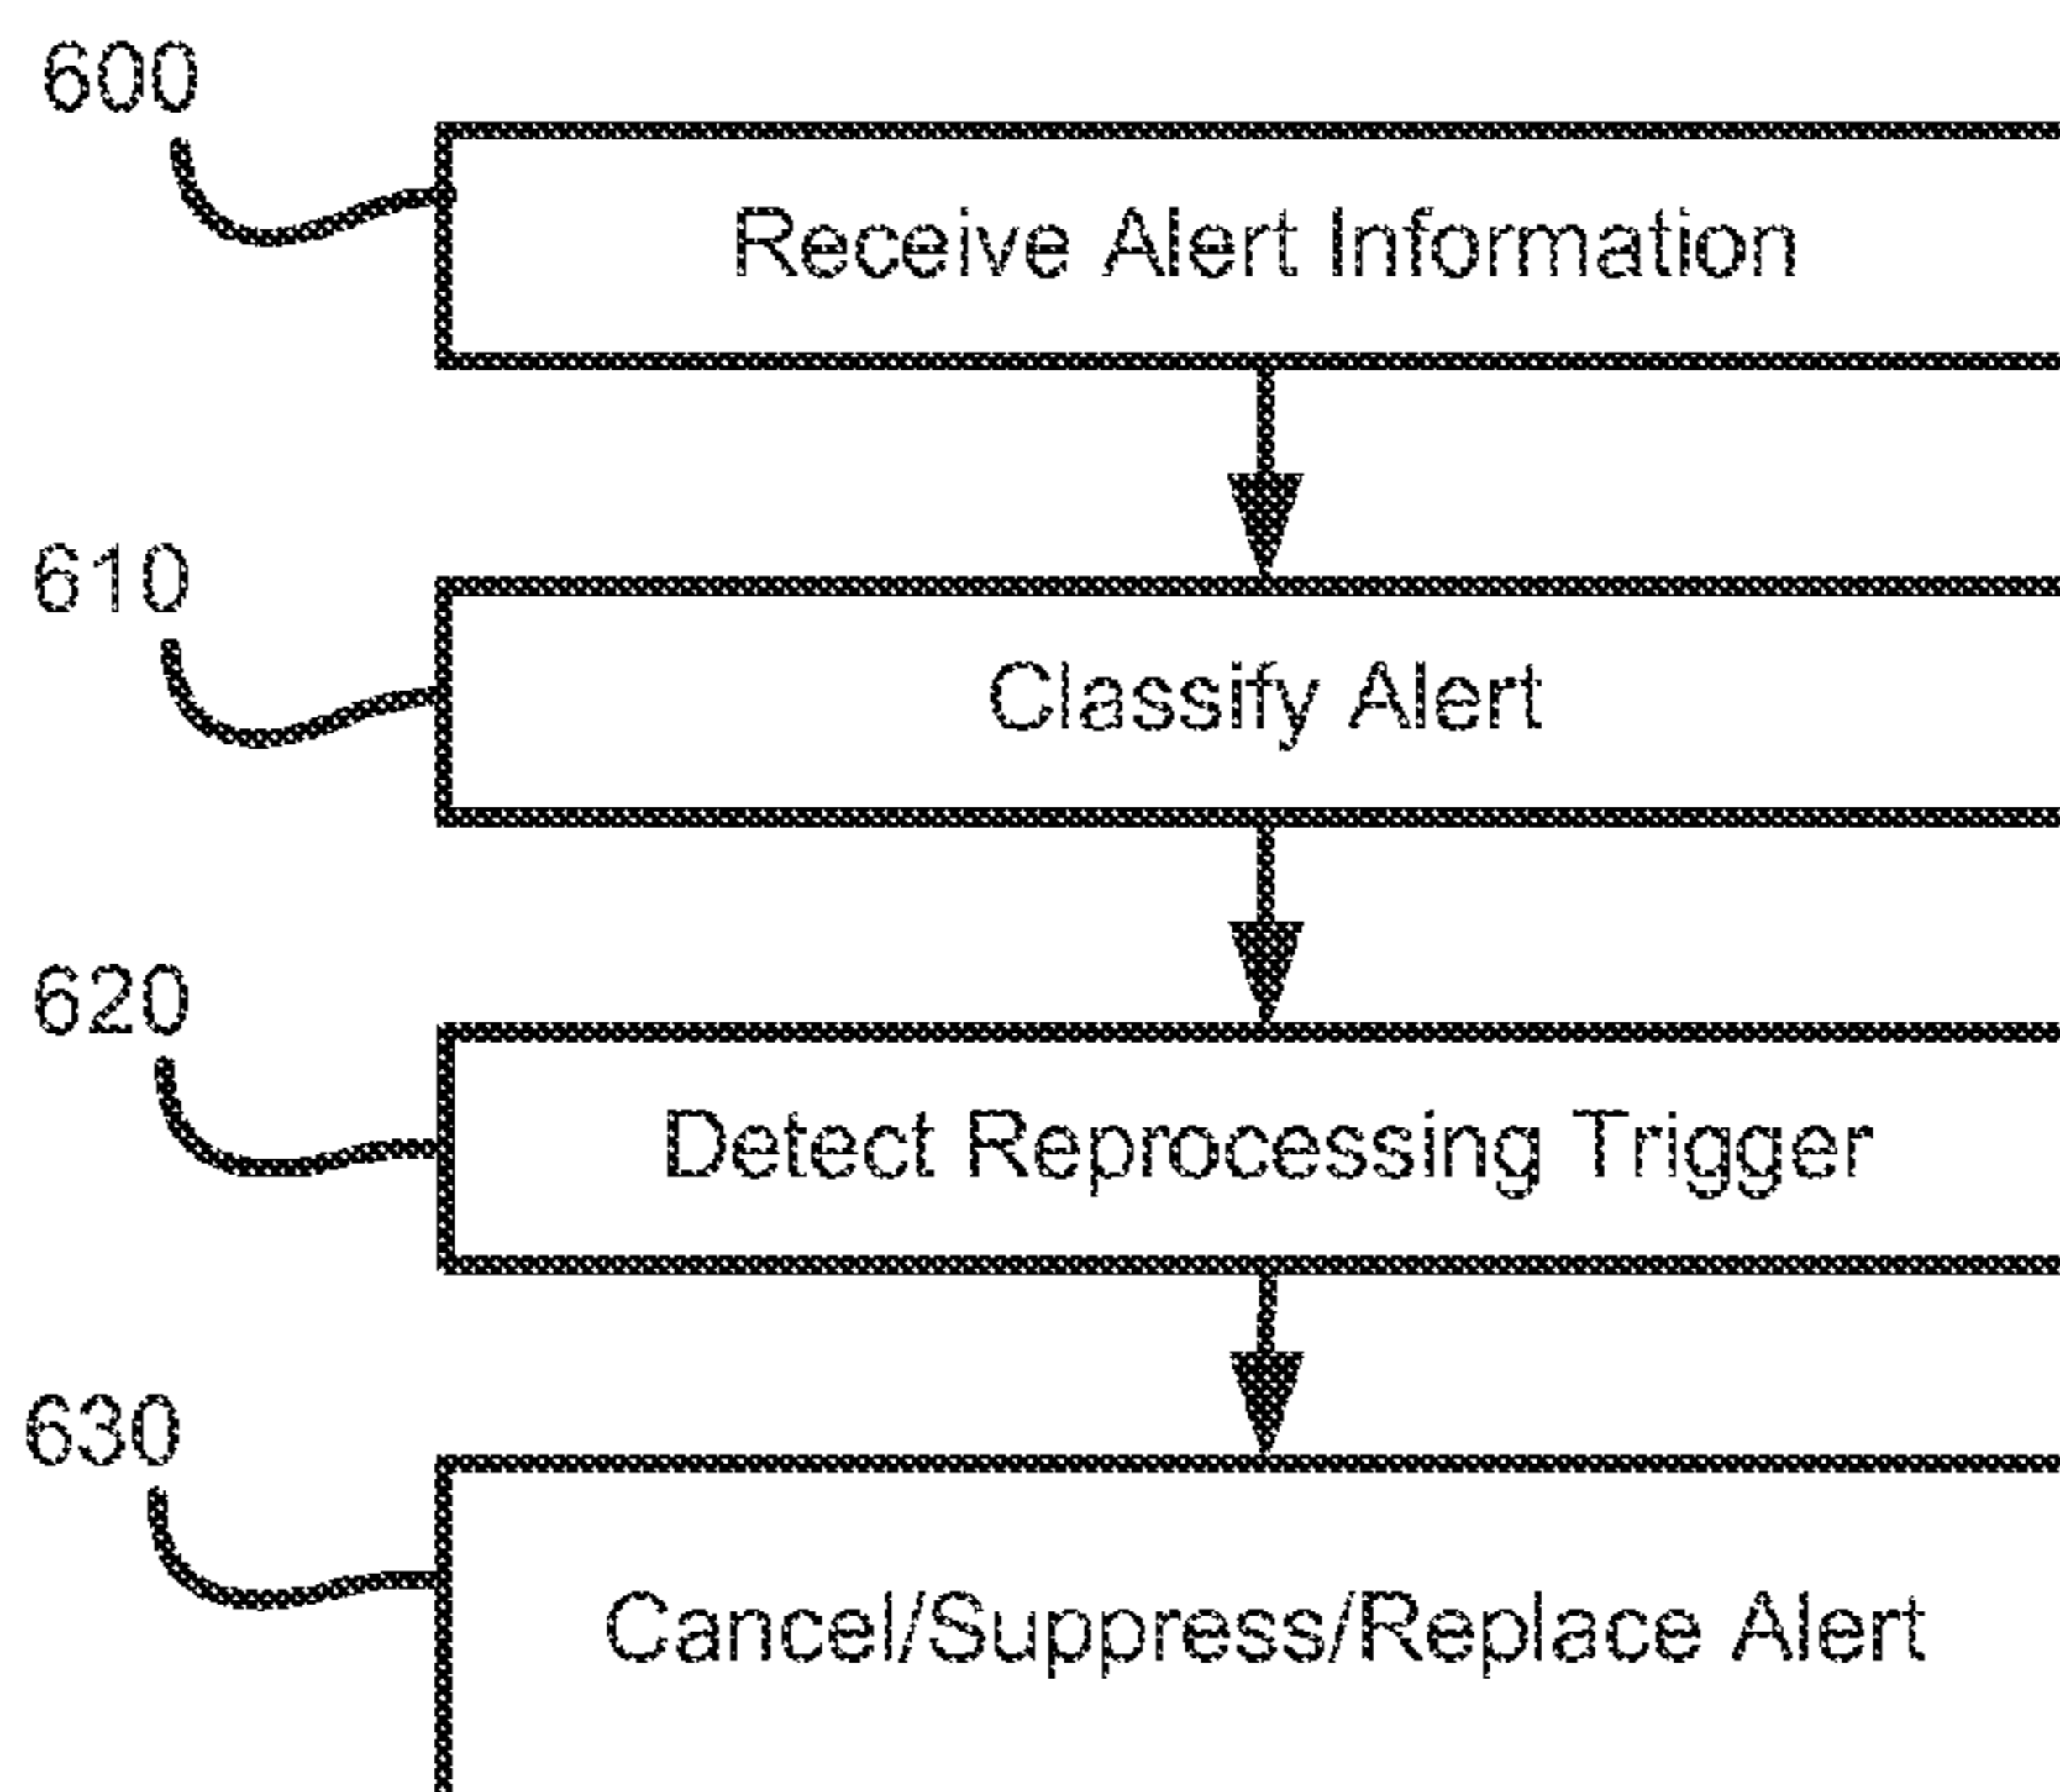 600
Receive Alert Information
610
Classify Alert
620
Detect Reprocessing Trigger
630
Cancel/Suppress/Replace Alert